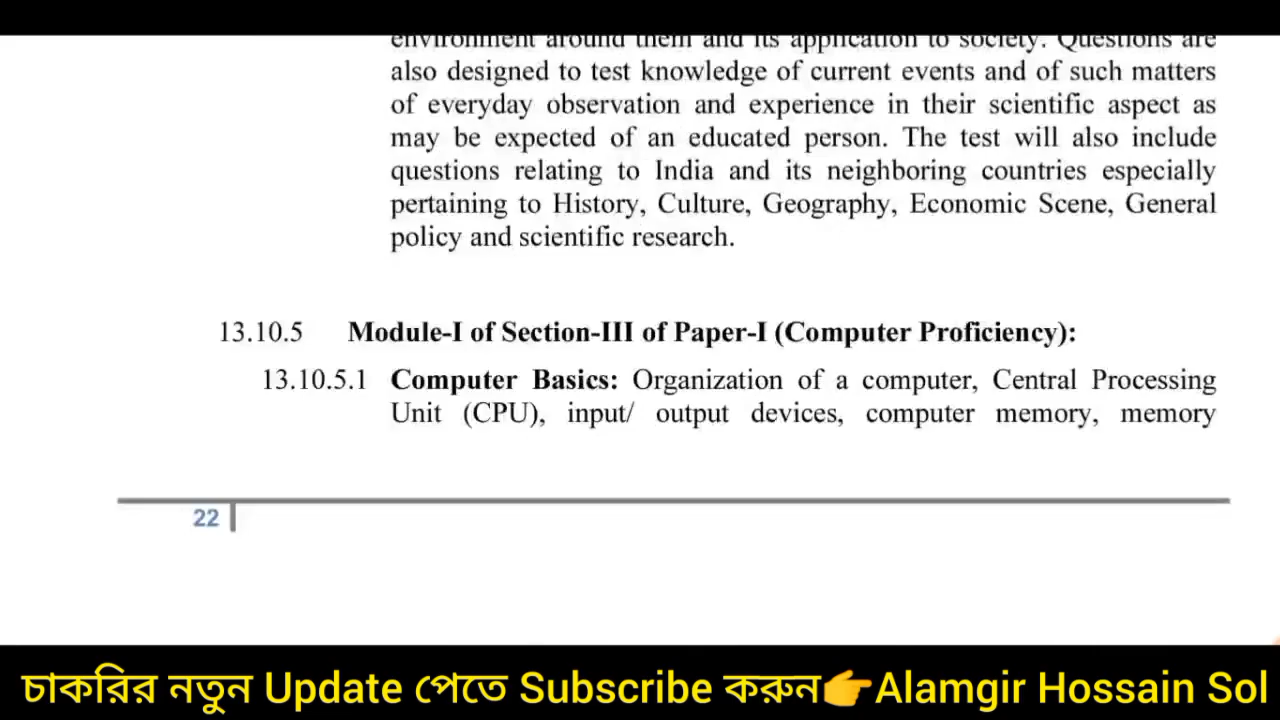 environment around them and its application to society. Questions are
also designed to test knowledge of current events and of such matters
of everyday observation and experience in their scientific aspect as
may be expected of an educated person. The test will also include
questions relating to India and its neighboring countries especially
pertaining to History, Culture, Geography, Economic Scene, General
policy and scientific research.
13.10.5 Module-I of Section-III of Paper-I (Computer Proficiency):
13.10.5.1 Computer Basics: Organization of a computer, Central Processing
Unit (CPU), input/ output devices, computer memory, memory
22
চাকরির নতুন Update পেতে Subscribe করুন👉Alamgir Hossain Sol